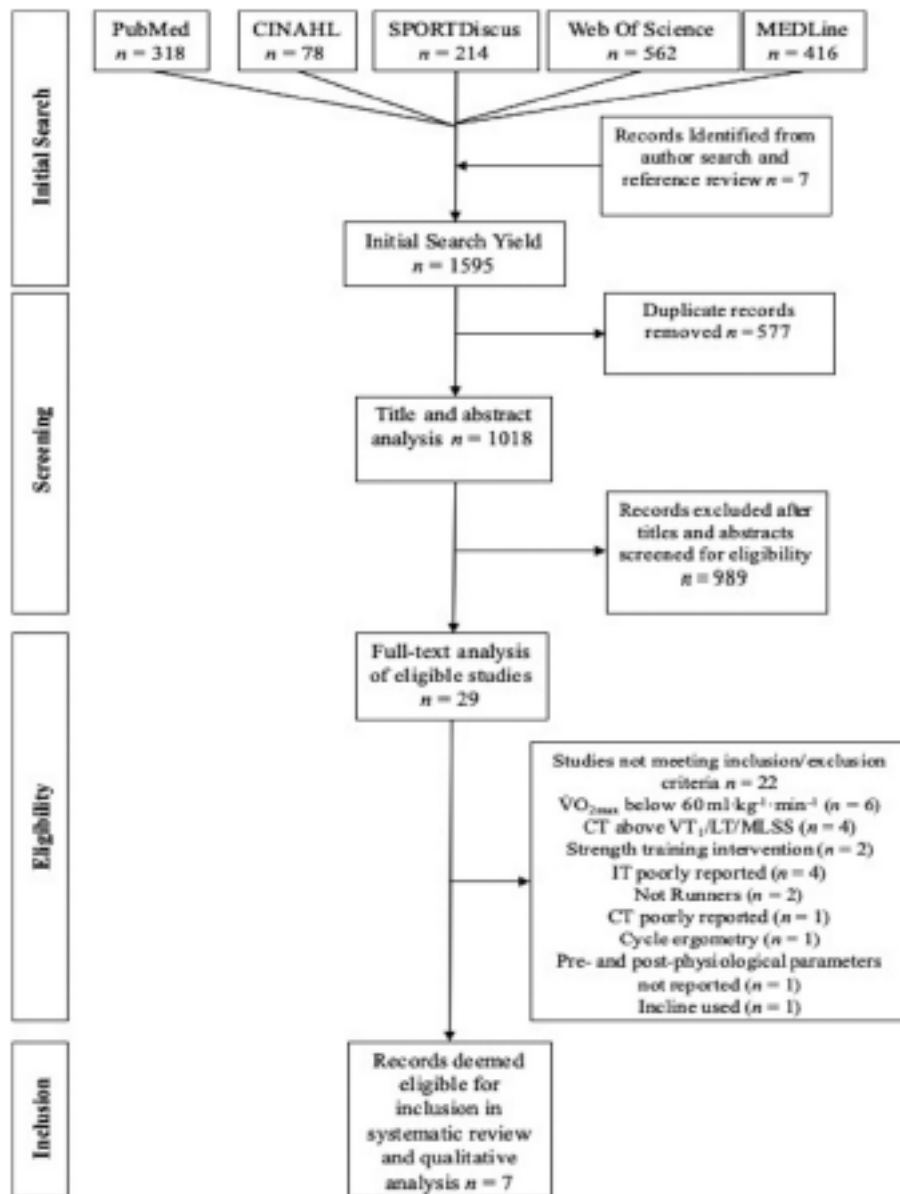 PubMed
n = 318
CINAHL
n = 78
SPORTDiscus
n = 214
Web Of Science
n = 562
MEDLine
n = 416
Initial Search
Records Identified from
author search and
reference review n = 7
Initial Search Yield
n = 1595
Screening
Duplicate records
removed n = 577
Title and abstract
analysis n = 1018
Records excluded after
titles and abstracts
screened for eligibility
n = 989
Eligibility
Full-text analysis
of eligible studies
n = 29
Studies not meeting inclusion/exclusion
criteria n = 22
V̇O₂max below 60 ml·kg⁻¹·min⁻¹ (n = 6)
CT above VT₁/LT/MLSS (n = 4)
Strength training intervention (n = 2)
IT poorly reported (n = 4)
Not Runners (n = 2)
CT poorly reported (n = 1)
Cycle ergometry (n = 1)
Pre- and post-physiological parameters
not reported (n = 1)
Incline used (n = 1)
Inclusion
Records deemed
eligible for
inclusion in
systematic review
and qualitative
analysis n = 7